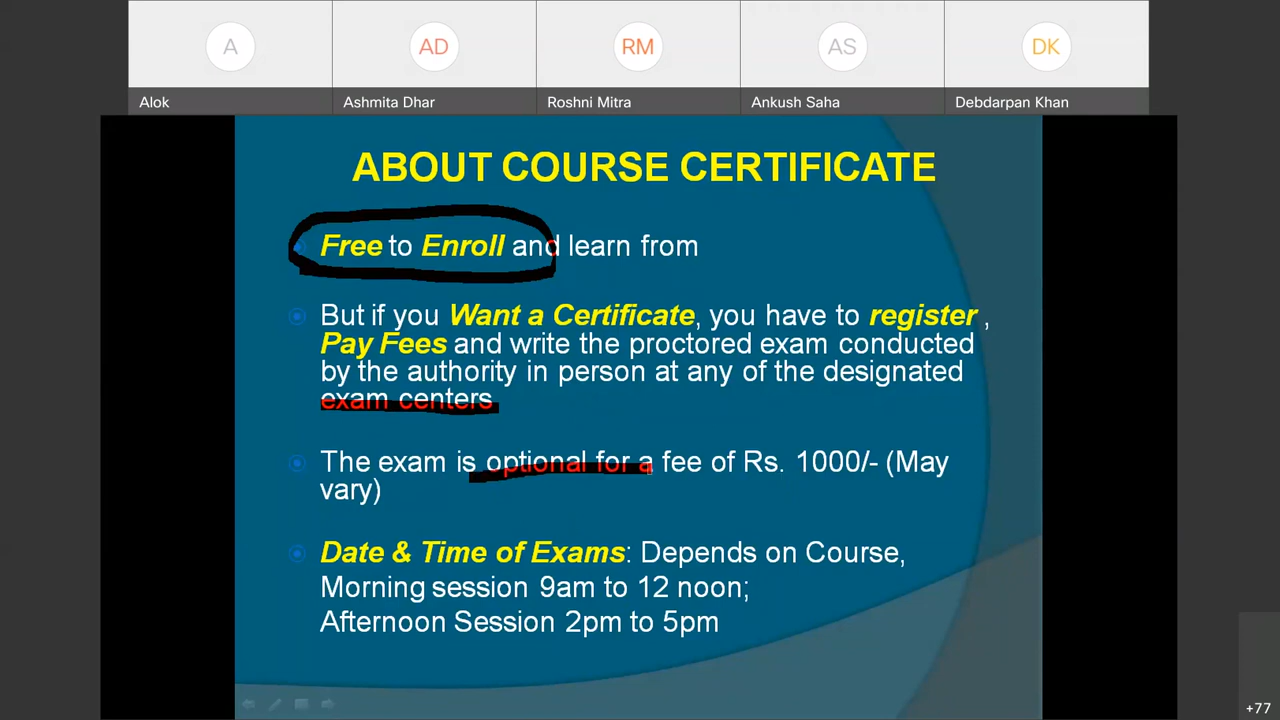 A
AD
RM
AS
DK
Alok
Ashmita Dhar
Roshni Mitra
Ankush Saha
Debdarpan Khan
ABOUT COURSE CERTIFICATE
Free to Enroll and learn from
But if you Want a Certificate, you have to register ,
Pay Fees and write the proctored exam conducted
by the authority in person at any of the designated
exam centers
The exam is optional for a fee of Rs. 1000/- (May
vary)
Date & Time of Exams: Depends on Course,
Morning session 9am to 12 noon;
Afternoon Session 2pm to 5pm
+77